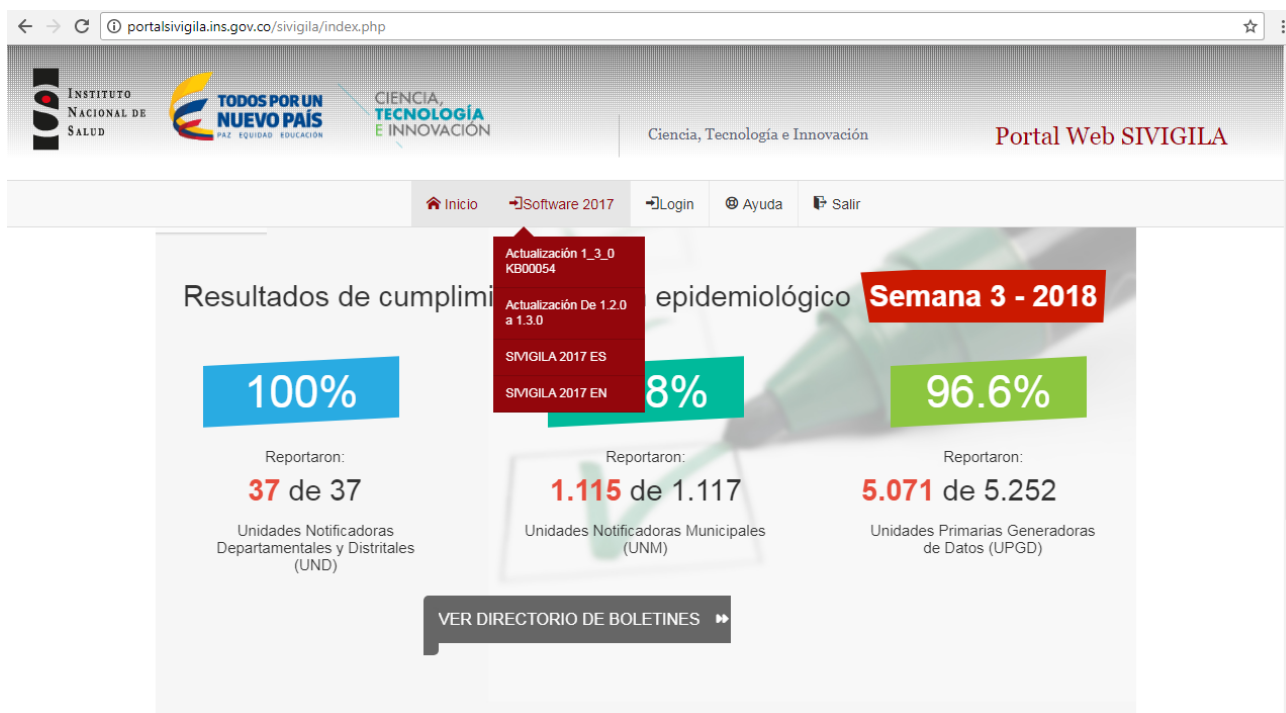 portalsivigila.ins.gov.co/sivigila/index.php
INSTITUTO
NACIONAL DE
SALUD
TODOS POR UN
NUEVO PAÍS
PAZ EQUIDAD EDUCACIÓN
CIENCIA,
TECNOLOGÍA
E INNOVACIÓN
Ciencia, Tecnología e Innovación
Portal Web SIVIGILA
Inicio
Software 2017
Login
Ayuda
Salir
Actualización 1_3_0
KB00054
Actualización De 1.2.0
a 1.3.0
SIVIGILA 2017 ES
SIVIGILA 2017 EN
Resultados de cumplimi epidemiológico Semana 3 - 2018
100%
8%
96.6%
Reportaron:
37 de 37
Unidades Notificadoras
Departamentales y Distritales
(UND)
Reportaron:
1.115 de 1.117
Unidades Notificadoras Municipales
(UNM)
Reportaron:
5.071 de 5.252
Unidades Primarias Generadoras
de Datos (UPGD)
VER DIRECTORIO DE BOLETINES